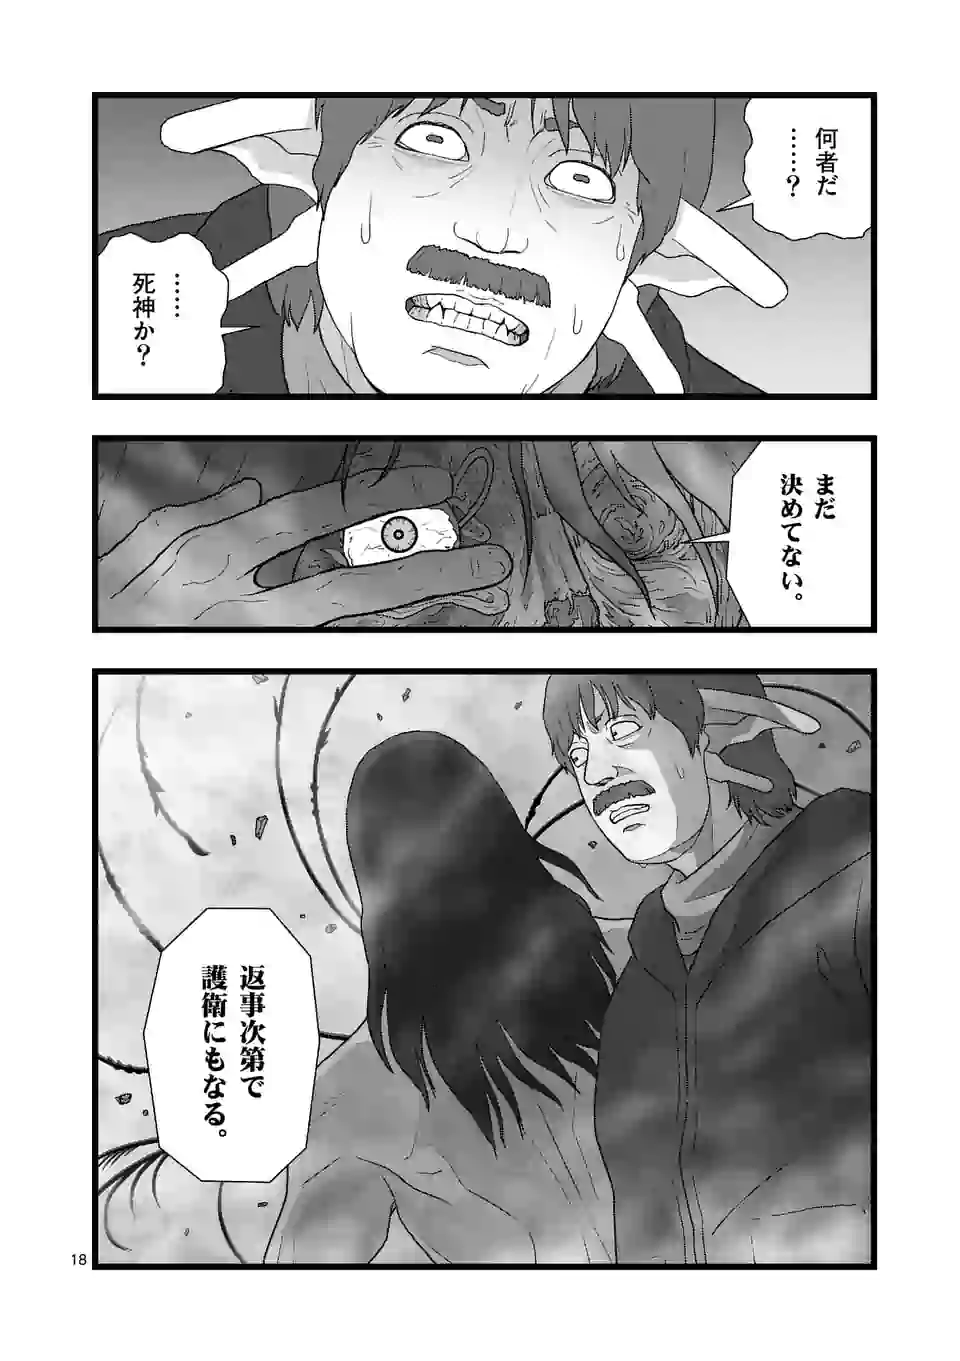 何者だ
……？
……
死神か？
まだ
決めてない。
返事次第で
護衛にもなる。
18